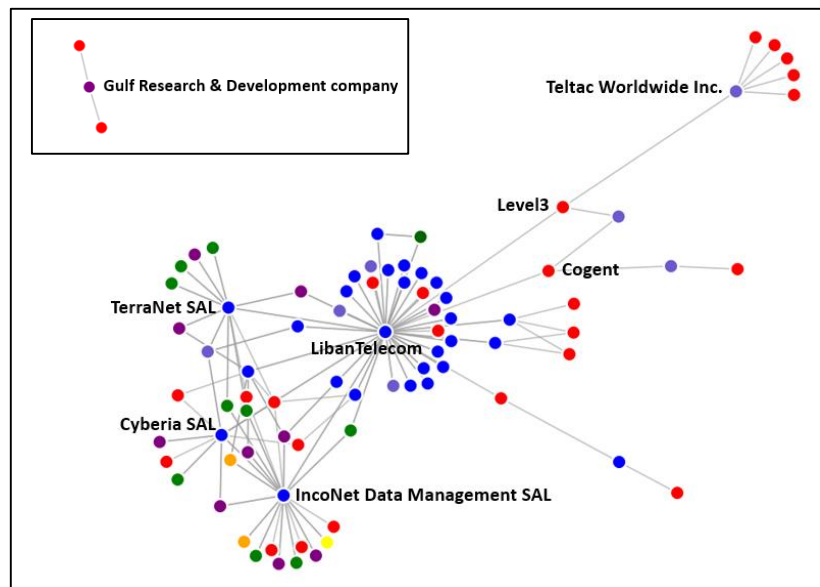 Gulf Research & Development company
Teltac Worldwide Inc.
Level3
Cogent
TerraNet SAL
LibanTelecom
Cyberia SAL
IncoNet Data Management SAL